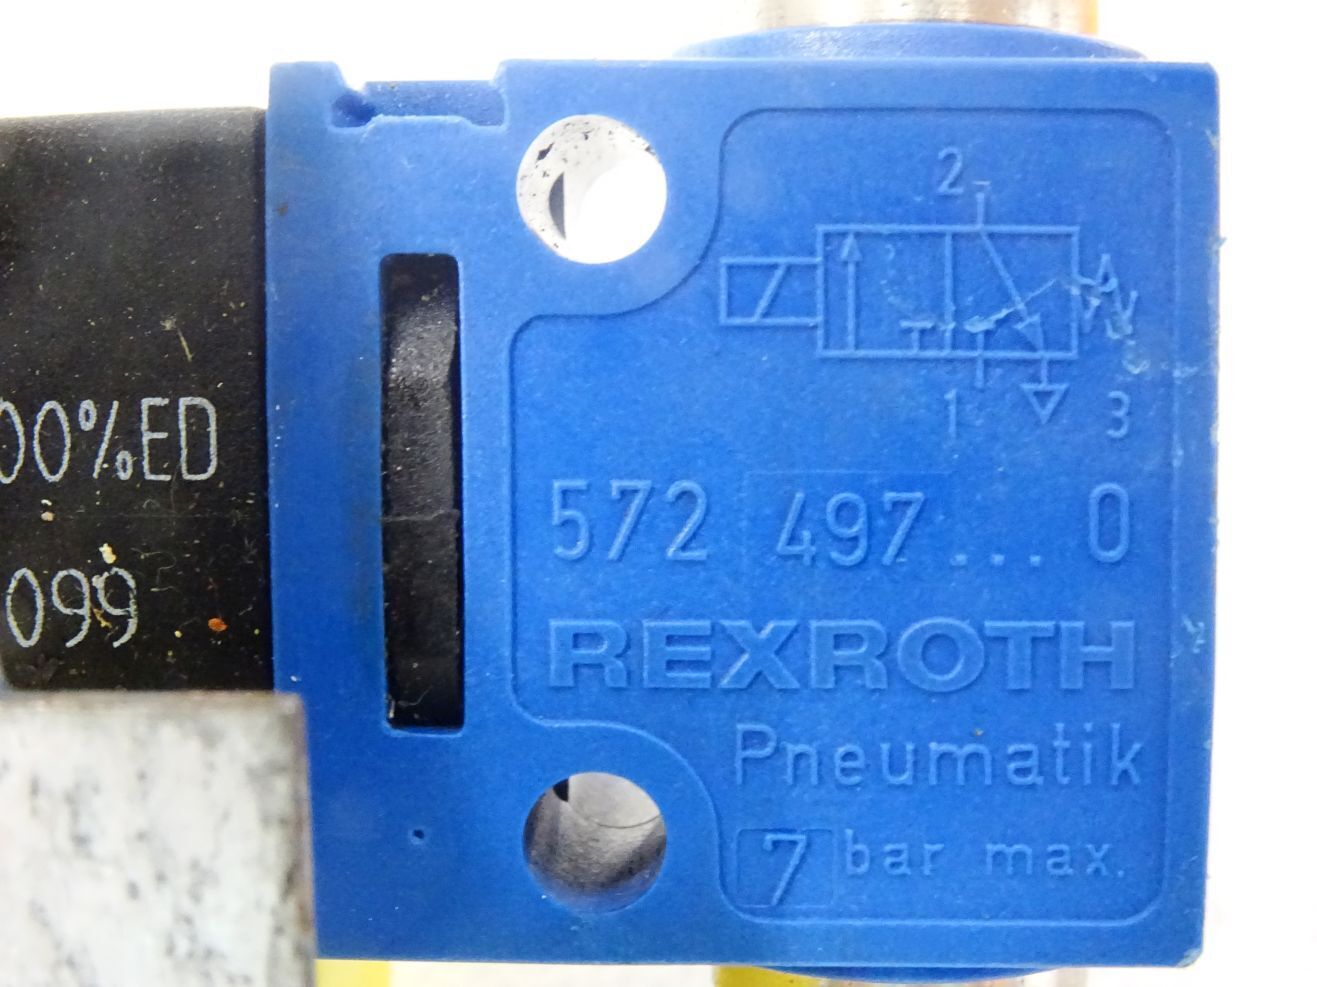 2
1 3
00%ED
572 497 ... 0
099
REXROTH
Pneumatik
7 bar max.